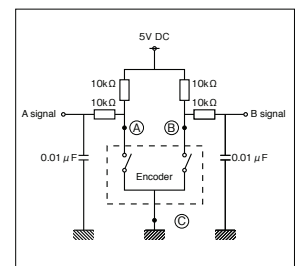 5V DC
10kΩ 10kΩ
10kΩ 10kΩ
A signal Ⓐ Ⓑ B signal
0.01 μF 0.01 μF
Encoder
Ⓒ